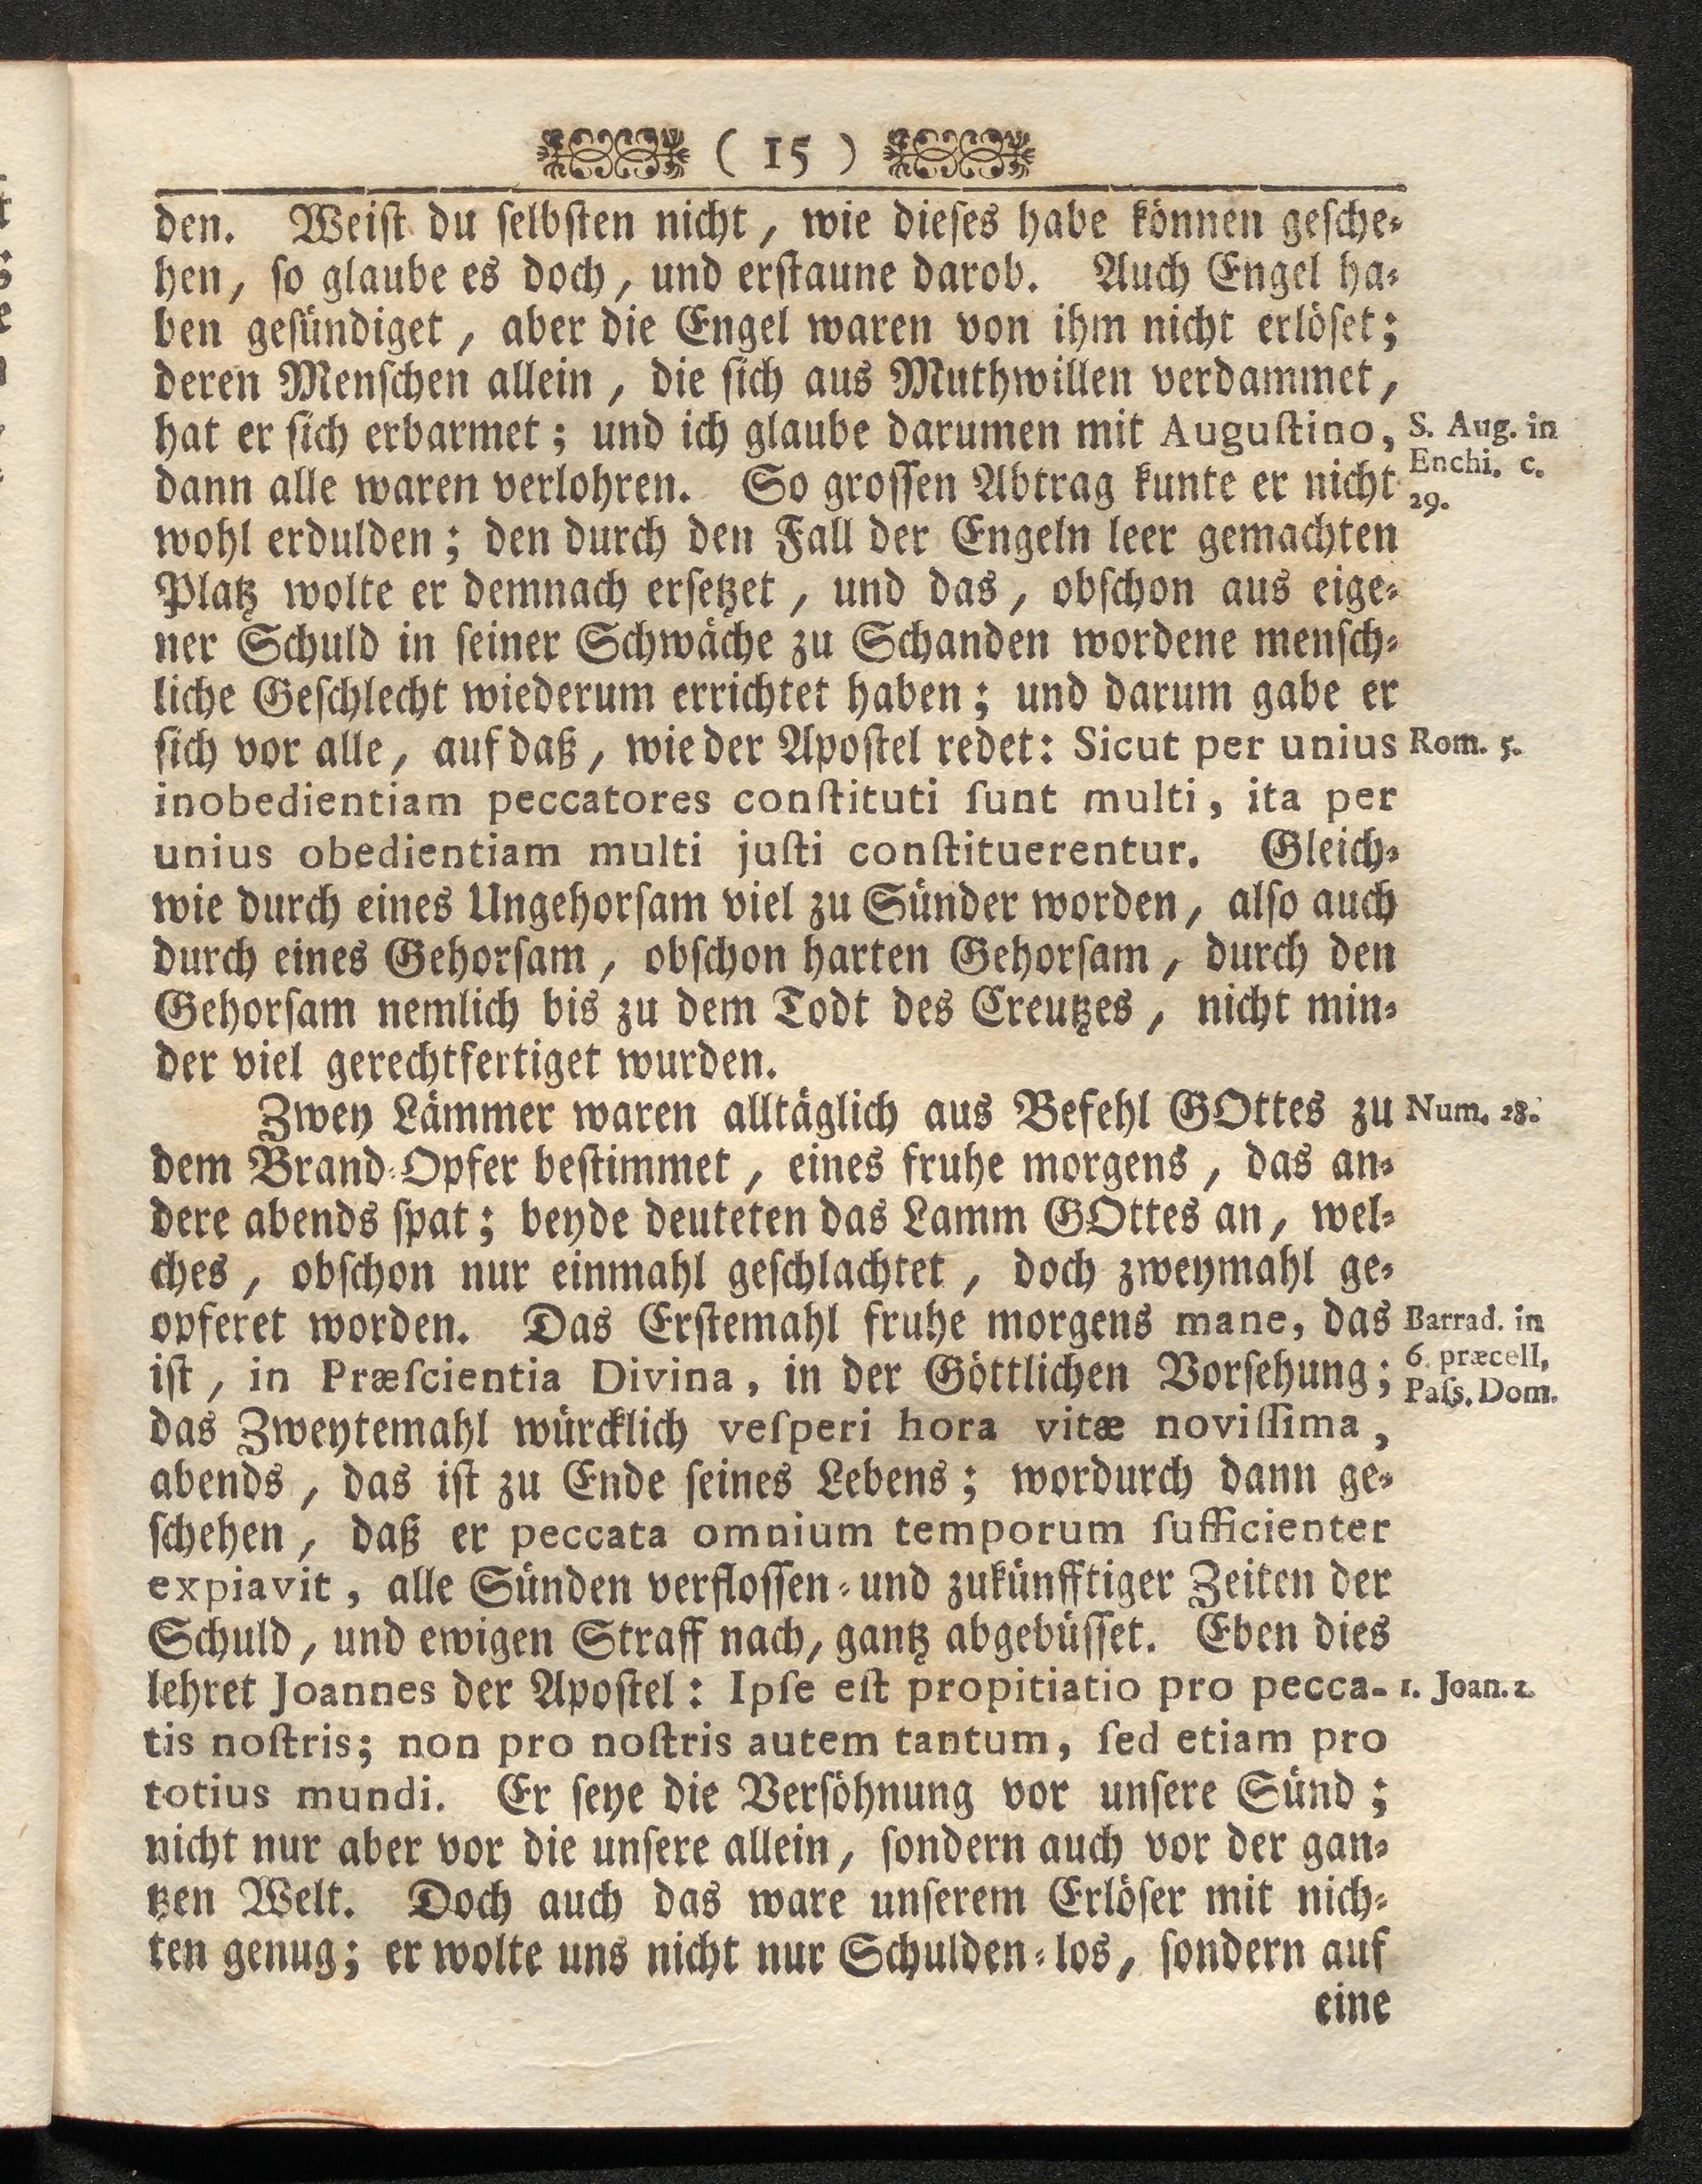 ( 15 )
den. Weist du selbsten nicht, wie dieses habe können gesche-
hen, so glaube es doch, und erstaune darob. Auch Engel ha-
ben gesündiget, aber die Engel waren von ihm nicht erlöset;
deren Menschen allein, die sich aus Muthwillen verdammet,
hat er sich erbarmet; und ich glaube darumen mit Augustino,
S. Aug. in
Enchi. c.
29.
dann alle waren verlohren. So grossen Abtrag kunte er nicht
wohl erdulden; den durch den Fall der Engeln leer gemachten
Platz wolte er demnach ersetzet, und das, obschon aus eige-
ner Schuld in seiner Schwäche zu Schanden wordene mensch-
liche Geschlecht wiederum errichtet haben; und darum gabe er
sich vor alle, auf daß, wie der Apostel redet: Sicut per unius
Rom. 5.
inobedientiam peccatores constituti sunt multi, ita per
unius obedientiam multi justi constituerentur. Gleich-
wie durch eines Ungehorsam viel zu Sünder worden, also auch
durch eines Gehorsam, obschon harten Gehorsam, durch den
Gehorsam nemlich bis zu dem Todt des Creutzes, nicht min-
der viel gerechtfertiget wurden.
Zwey Lämmer waren alltäglich aus Befehl GOttes zu
Num. 28.
dem Brand-Opfer bestimmet, eines fruhe morgens, das an-
dere abends spat; beyde deuteten das Lamm GOttes an, wel-
ches, obschon nur einmahl geschlachtet, doch zweymahl ge-
opferet worden. Das Erstemahl fruhe morgens mane, das
Barrad. in
6. præcell,
Pass. Dom.
ist, in Præscientia Divina, in der Göttlichen Vorsehung;
das Zweytemahl würcklich vesperi hora vitæ novissima,
abends, das ist zu Ende seines Lebens; wordurch dann ge-
schehen, daß er peccata omnium temporum sufficienter
expiavit, alle Sünden verflossen- und zukünfftiger Zeiten der
Schuld, und ewigen Straff nach, gantz abgebüsset. Eben dies
lehret Joannes der Apostel: Ipse est propitiatio pro pecca-
1. Joan. 2.
tis nostris; non pro nostris autem tantum, sed etiam pro
totius mundi. Er seye die Versöhnung vor unsere Sünd;
nicht nur aber vor die unsere allein, sondern auch vor der gan-
tzen Welt. Doch auch das ware unserem Erlöser mit nich-
ten genug; er wolte uns nicht nur Schulden-los, sondern auf
eine